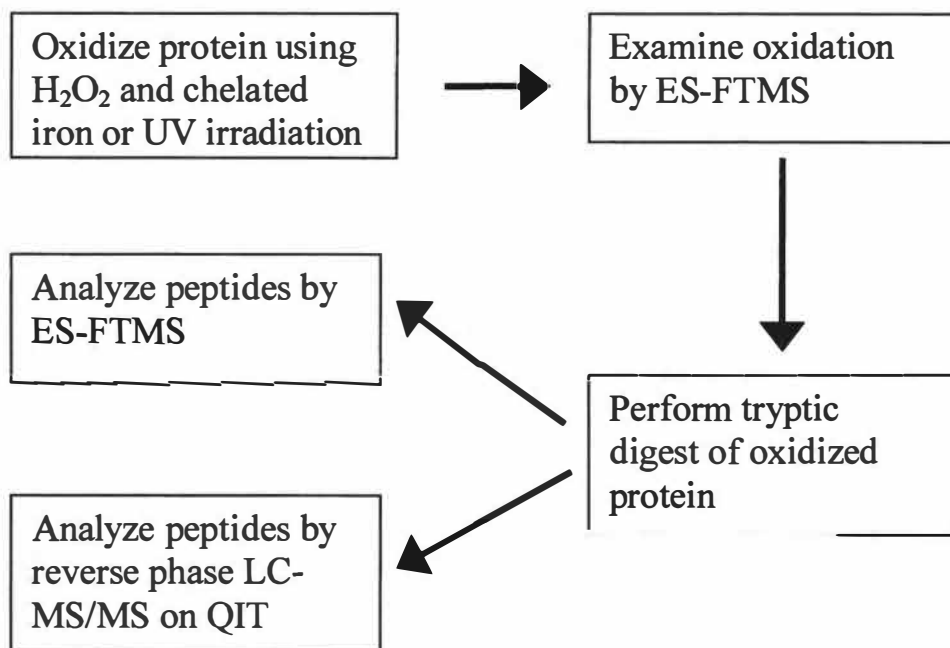 Oxidize protein using
H₂O₂ and chelated
iron or UV irradiation
Examine oxidation
by ES-FTMS
Perform tryptic
digest of oxidized
protein
Analyze peptides by
ES-FTMS
Analyze peptides by
reverse phase LC-
MS/MS on QIT